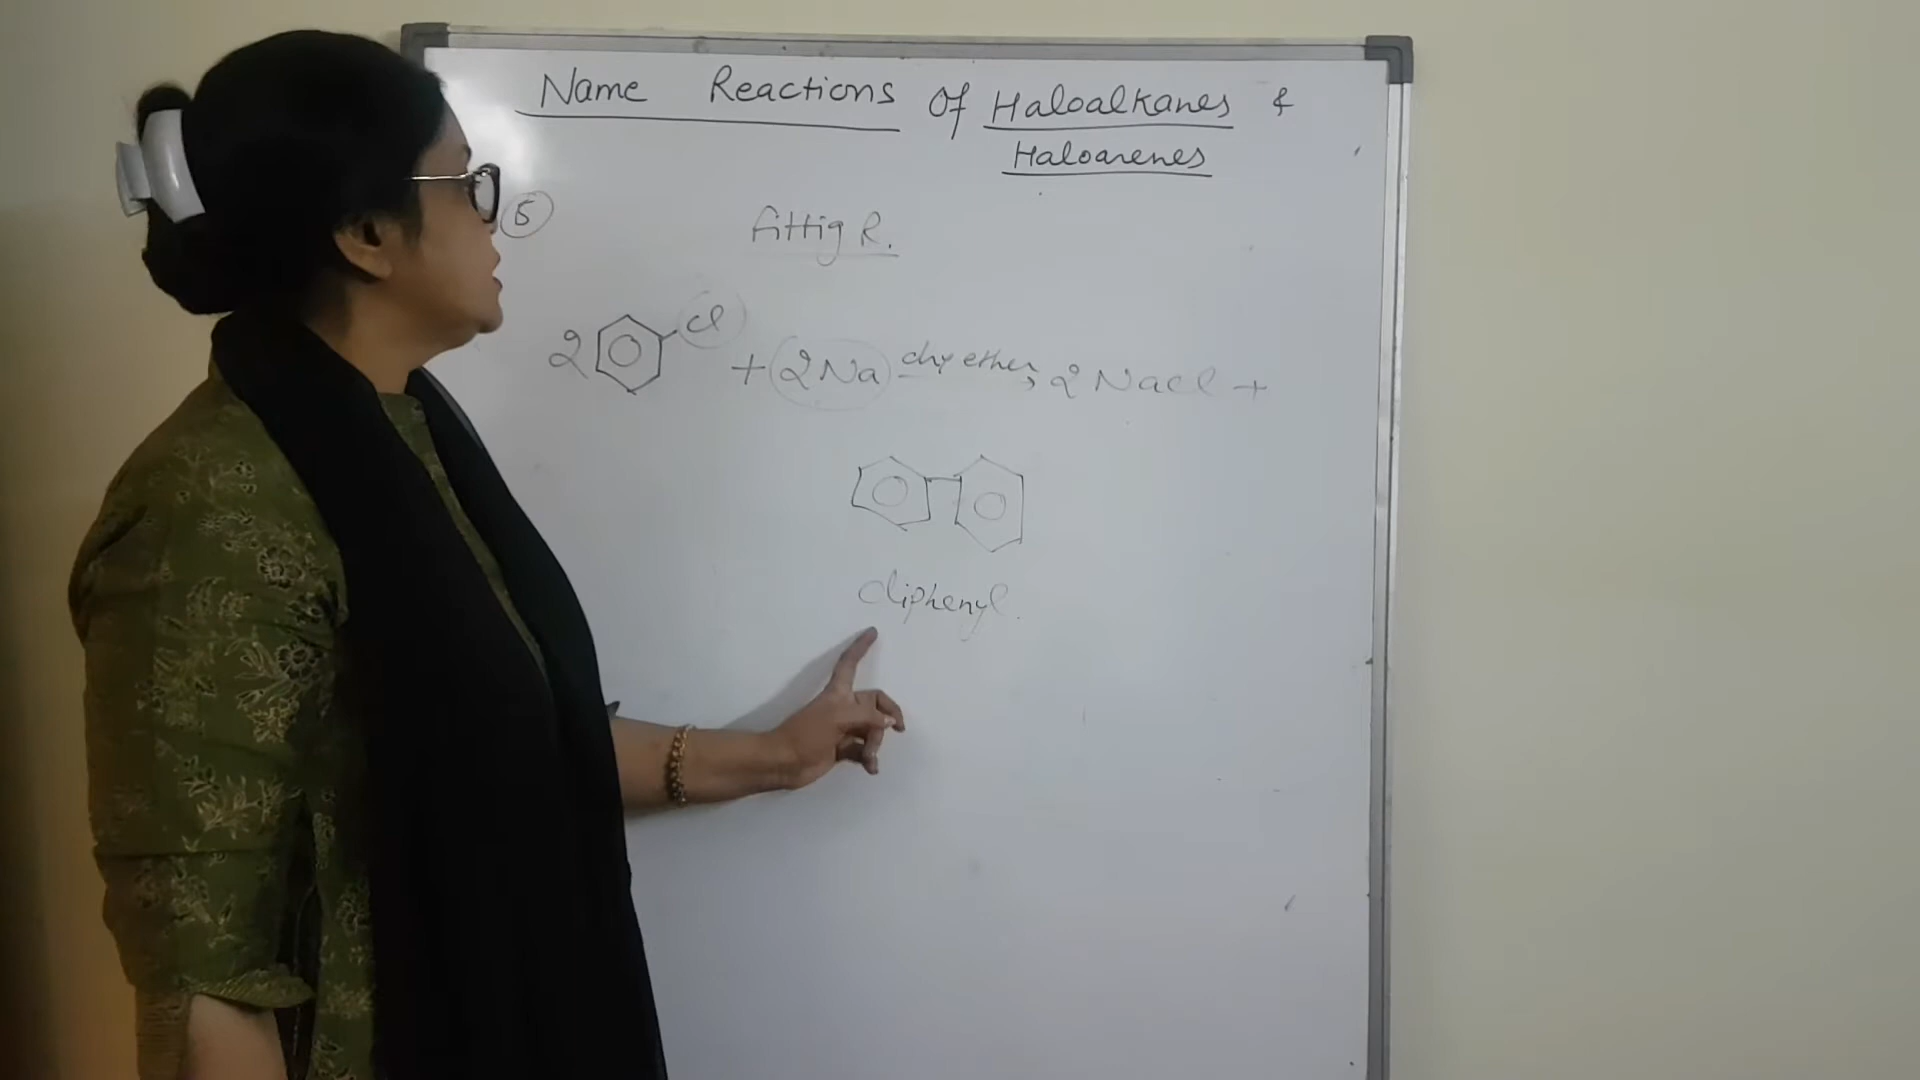 Name Reactions Of Haloalkanes &
Haloarenes
5
Fittig R.
2 Cl + 2Na dry ether 2 NaCl +
diphenyl.